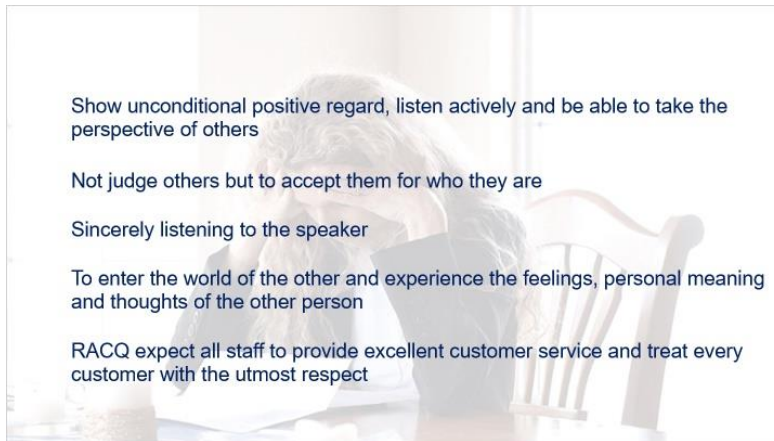 Show unconditional positive regard, listen actively and be able to take the
perspective of others
Not judge others but to accept them for who they are
Sincerely listening to the speaker
To enter the world of the other and experience the feelings, personal meaning
and thoughts of the other person
RACQ expect all staff to provide excellent customer service and treat every
customer with the utmost respect